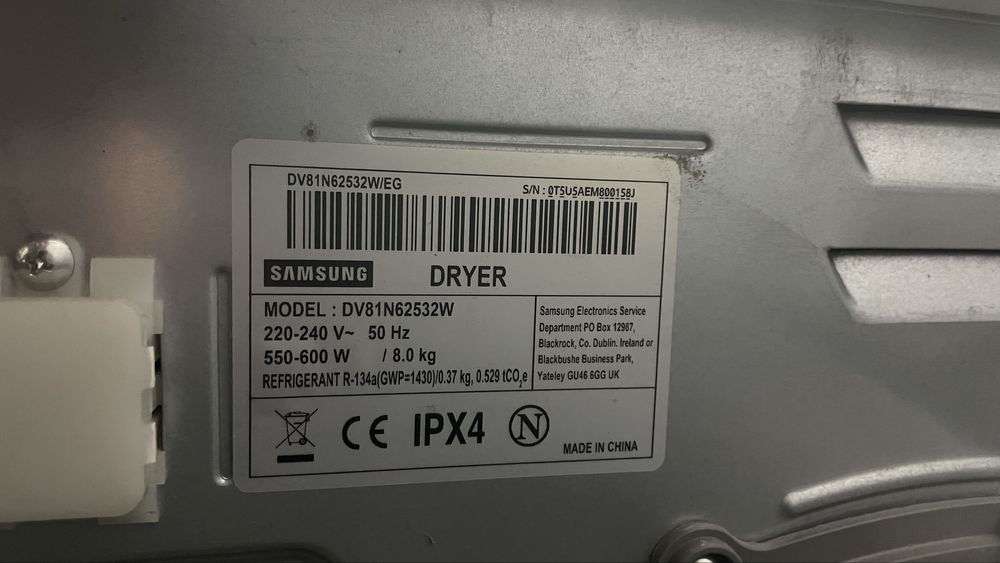 DV81N62532W/EG
S/N : 0T5U5AEM800158J
SAMSUNG DRYER
MODEL : DV81N62532W
220-240 V~ 50 Hz
550-600 W / 8.0 kg
REFRIGERANT R-134a(GWP=1430)/0.37 kg, 0.529 tCO₂e
Samsung Electronics Service
Department PO Box 12987,
Blackrock, Co. Dublin. Ireland or
Blackbushe Business Park,
Yateley GU46 6GG UK
CE IPX4 N
MADE IN CHINA